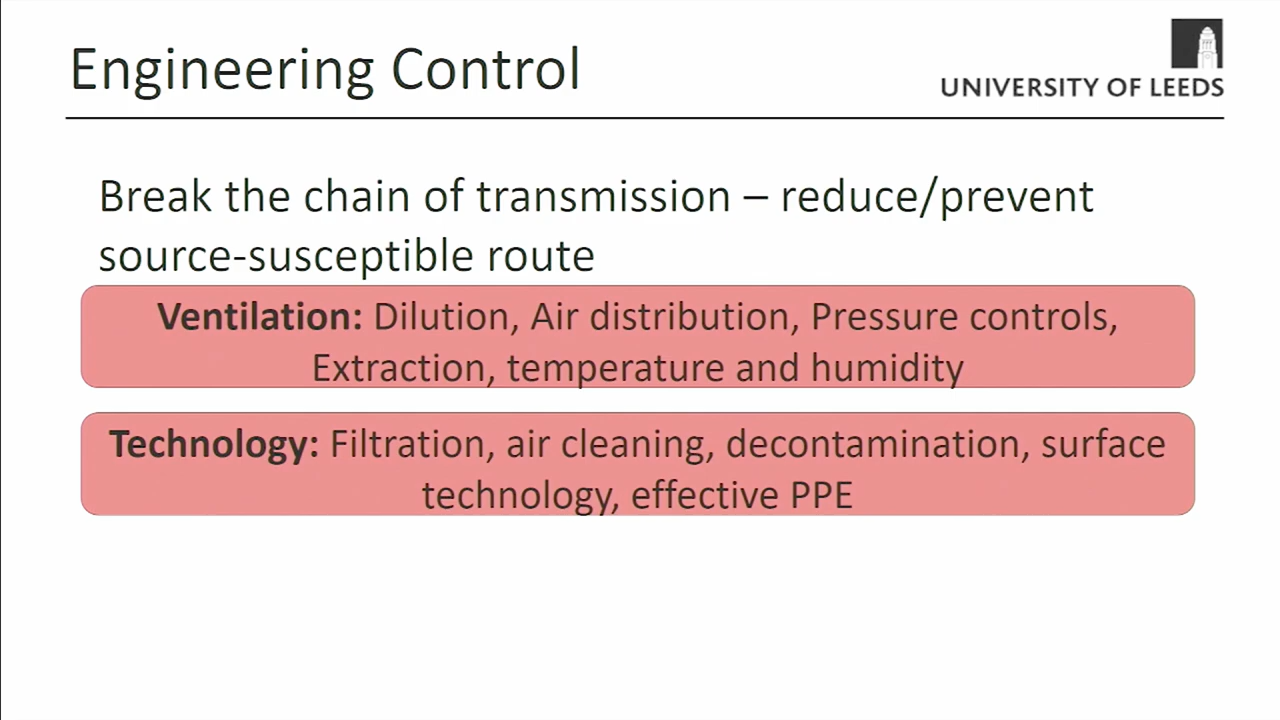 Engineering Control
UNIVERSITY OF LEEDS
Break the chain of transmission – reduce/prevent
source-susceptible route
Ventilation: Dilution, Air distribution, Pressure controls,
Extraction, temperature and humidity
Technology: Filtration, air cleaning, decontamination, surface
technology, effective PPE